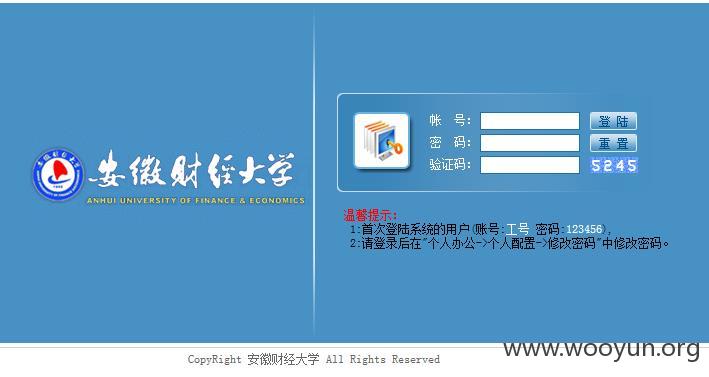 安徽财经大学
ANHUI UNIVERSITY OF FINANCE & ECONOMICS
帐 号： 登 陆
密 码： 重 置
验证码： 5245
温馨提示：
1:首次登陆系统的用户(账号:工号 密码:123456),
2:请登录后在"个人办公->个人配置->修改密码"中修改密码。
www.wooyun.org
CopyRight 安徽财经大学 All Rights Reserved